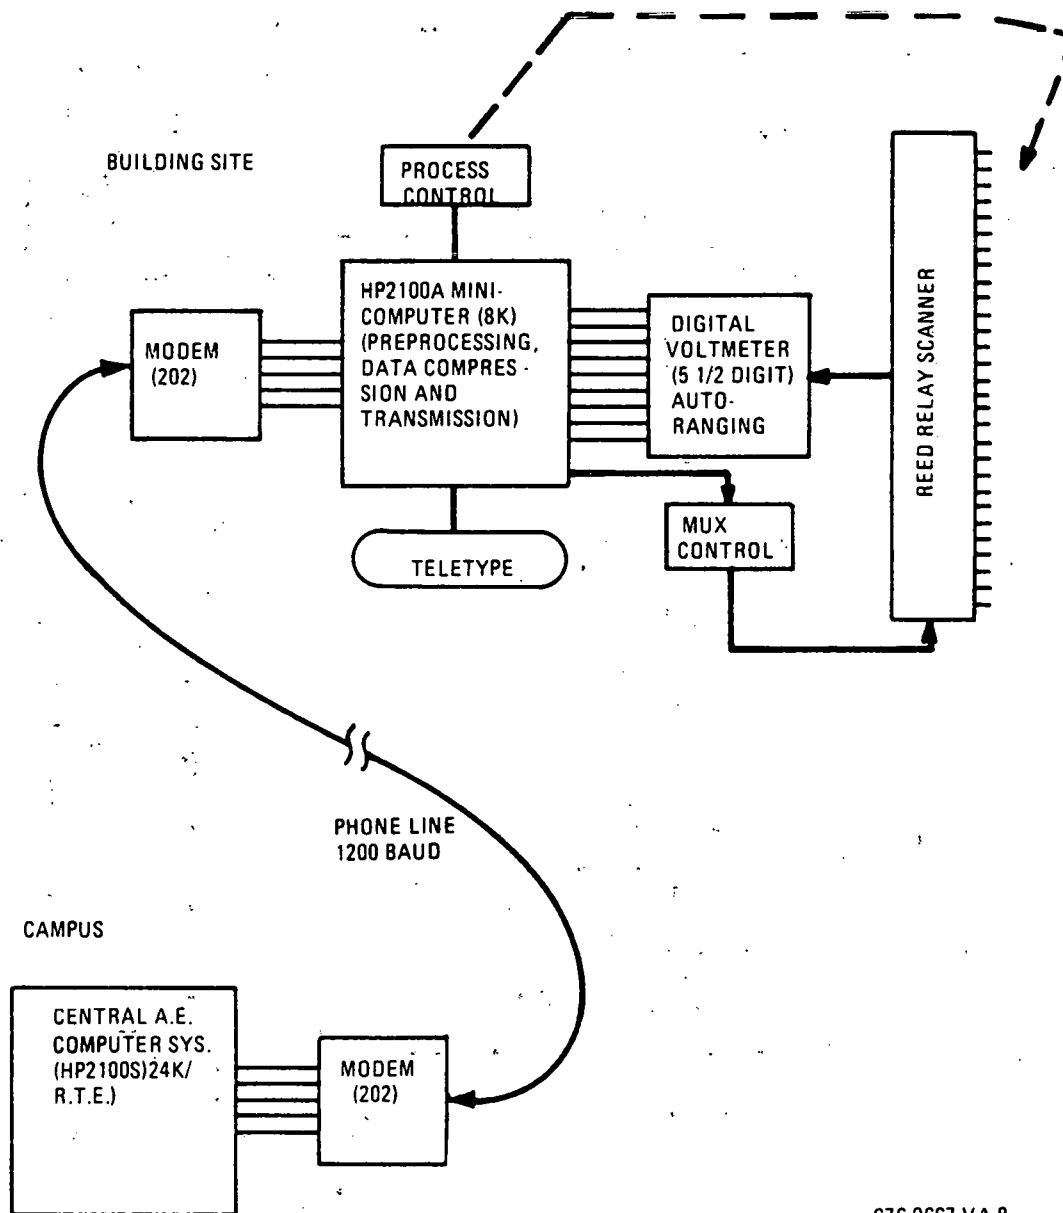 BUILDING SITE
PROCESS
CONTROL
HP2100A MINI-
COMPUTER (8K)
(PREPROCESSING,
DATA COMPRES-
SION AND
TRANSMISSION)
MODEM
(202)
DIGITAL
VOLTMETER
(5 1/2 DIGIT)
AUTO-
RANGING
REED RELAY SCANNER
MUX
CONTROL
TELETYPE
PHONE LINE
1200 BAUD
CAMPUS
CENTRAL A.E.
COMPUTER SYS.
(HP2100S)24K/
R.T.E.)
MODEM
(202)